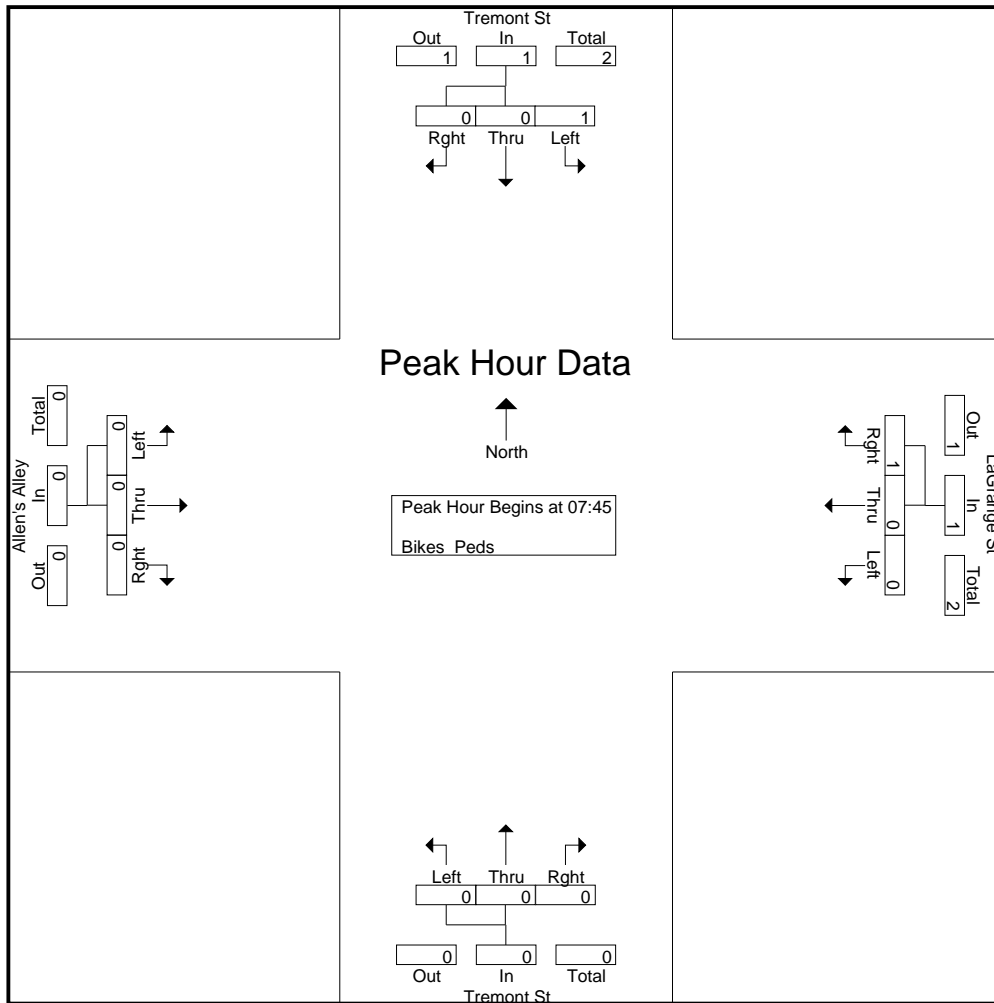 Tremont St
Out In Total
1 1 2
0 0 1
Rght Thru Left
Peak Hour Data
North
Peak Hour Begins at 07:45
Bikes Peds
Allen's Alley
Out In Total
0 0 0
Rght Thru Left
0 0 0
LaGrange St
Out In Total
1 1 2
Rght Thru Left
1 0 0
Left Thru Rght
0 0 0
0 0 0
Out In Total
Tremont St